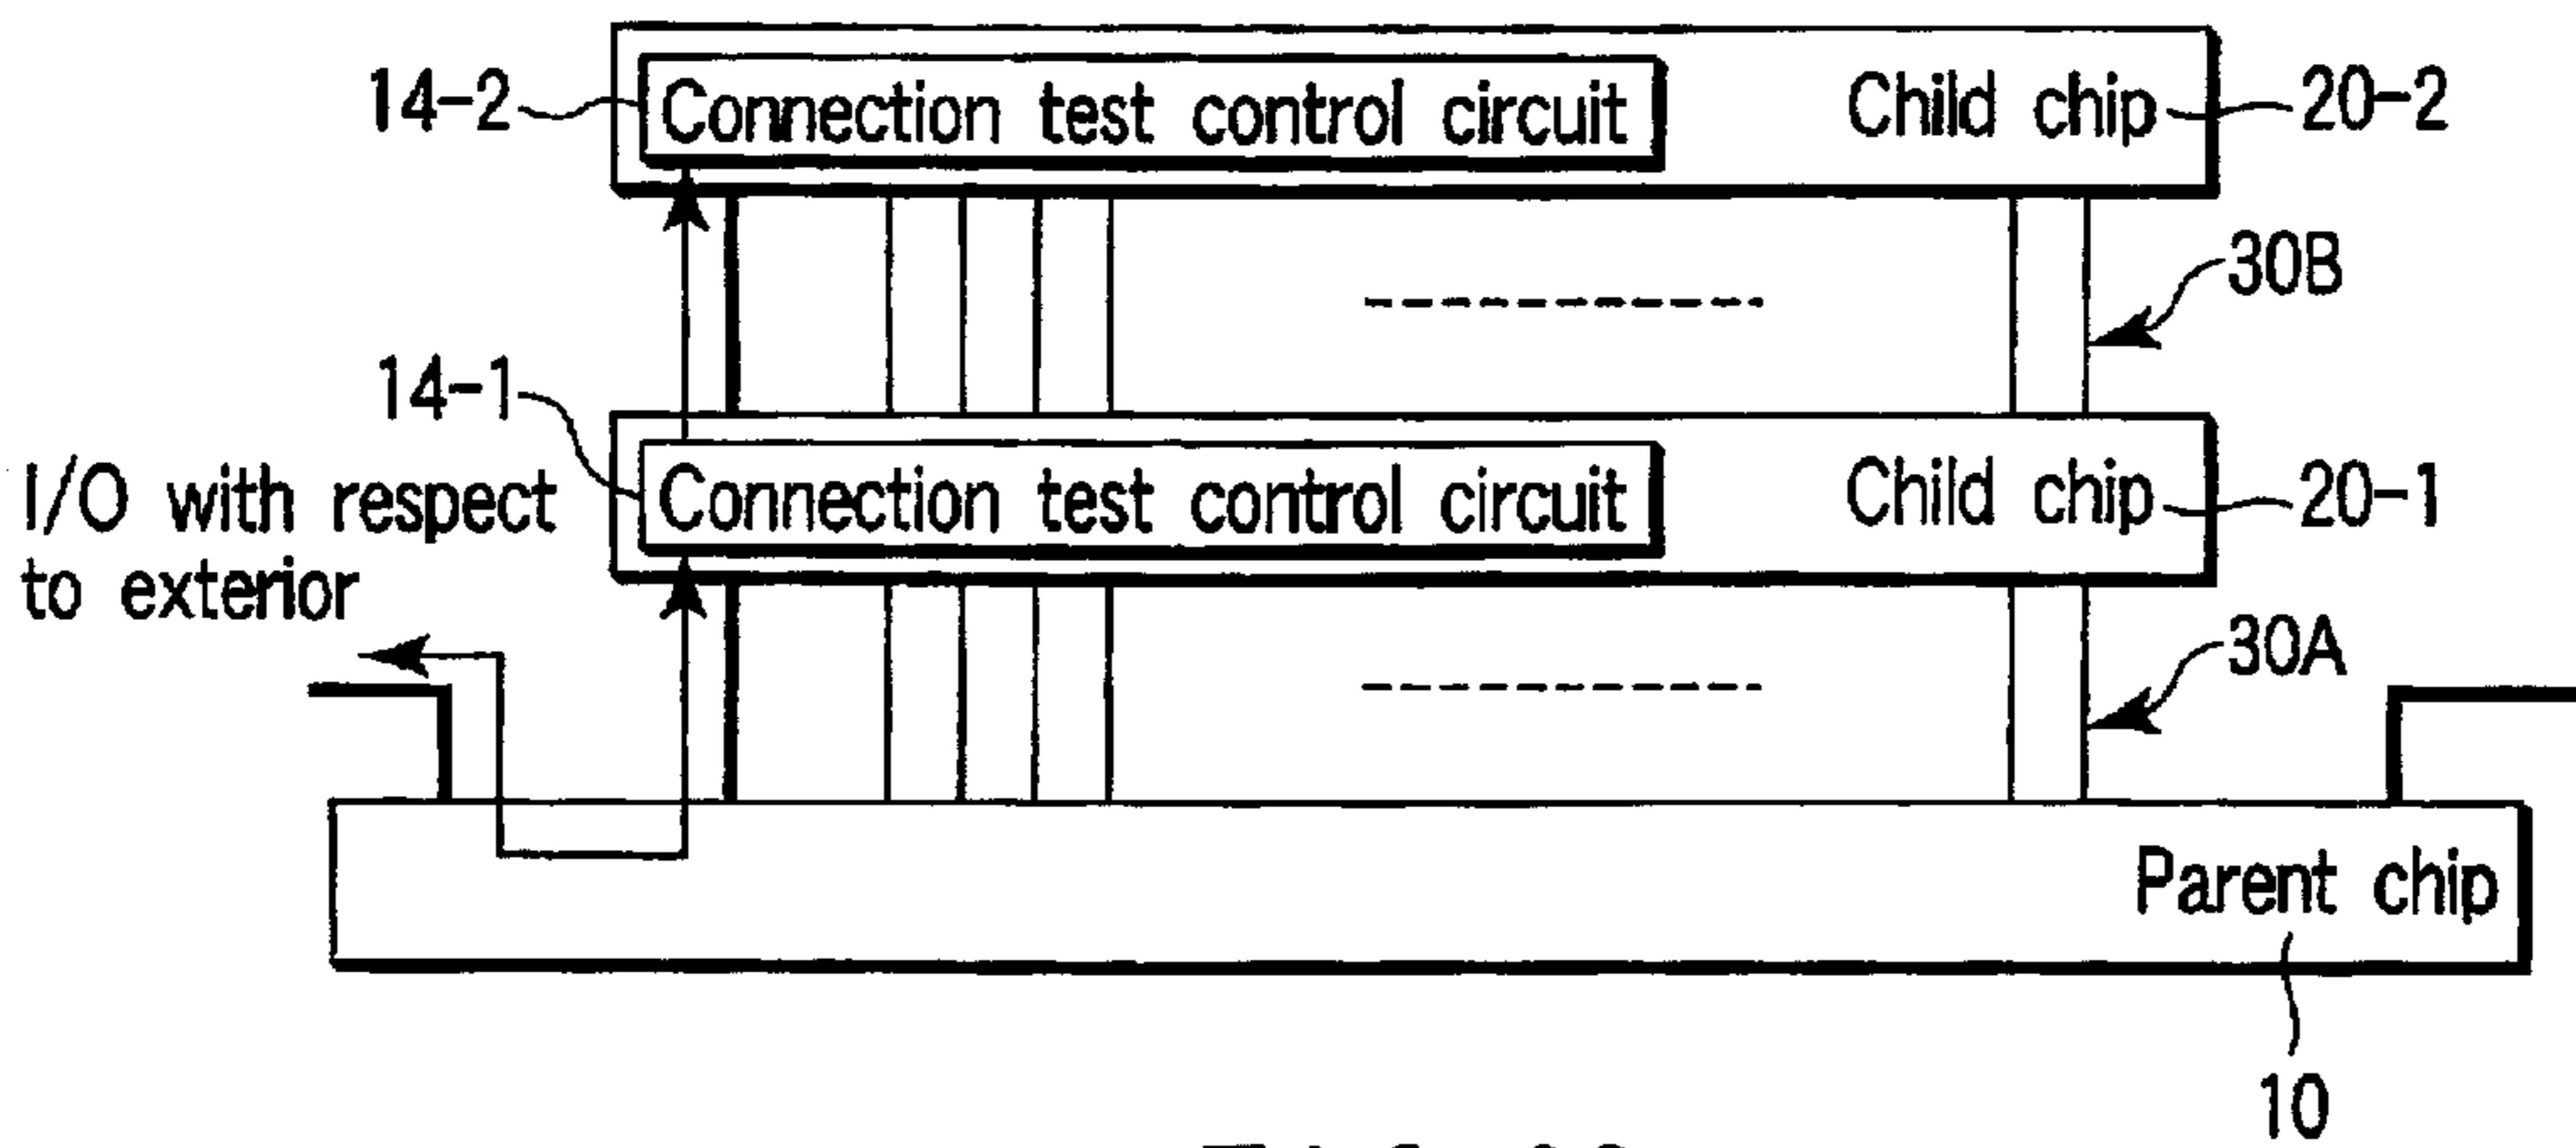 14-2
Connection test control circuit
Child chip
20-2
30B
14-1
Connection test control circuit
Child chip
20-1
I/O with respect
to exterior
30A
Parent chip
10